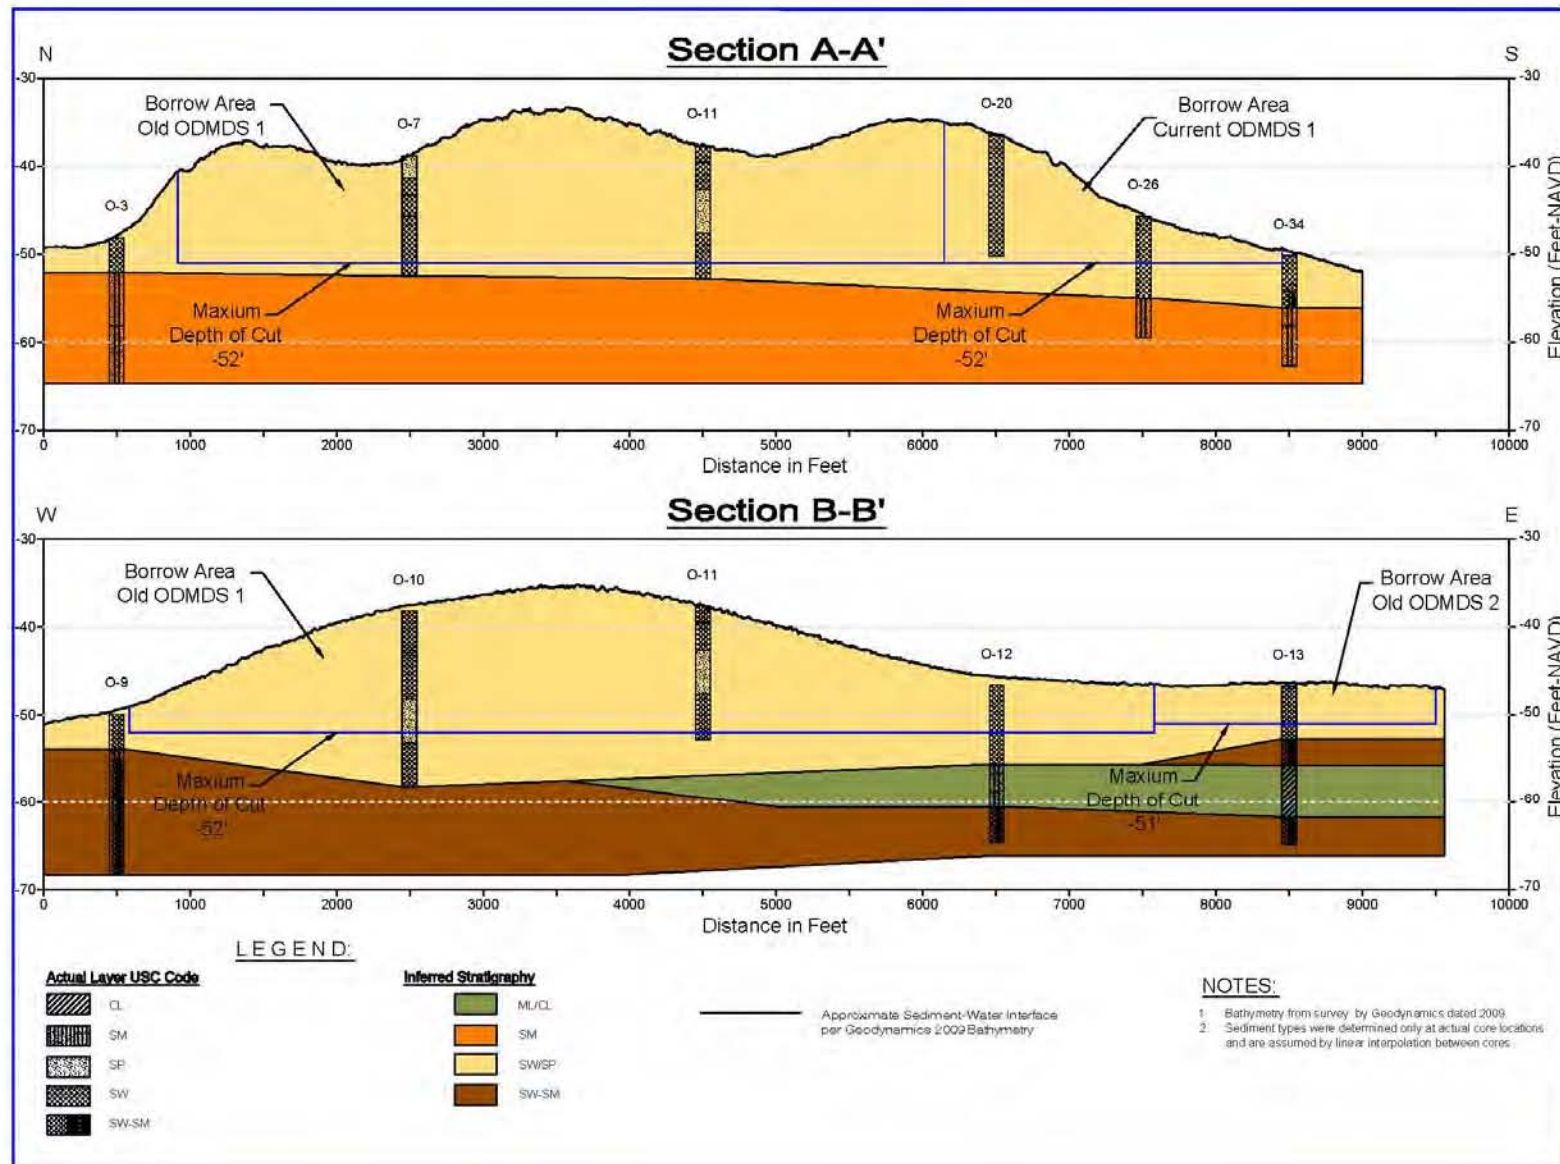 Section A-A'
N
S
-30
-40
-50
-60
-70
-30
-40
-50
-60
-70
Elevation (Feet-NAVD)
Borrow Area
Old ODMDS 1
Borrow Area
Current ODMDS 1
O-3
O-7
O-11
O-20
O-26
O-34
Maxium
Depth of Cut
-52'
Maxium
Depth of Cut
-52'
0
1000
2000
3000
4000
5000
6000
7000
8000
9000
10000
Distance in Feet
Section B-B'
W
E
-30
-40
-50
-60
-70
-30
-40
-50
-60
-70
Elevation (Feet-NAVD)
Borrow Area
Old ODMDS 1
Borrow Area
Old ODMDS 2
O-9
O-10
O-11
O-12
O-13
Maxium
Depth of Cut
-52'
Maxium
Depth of Cut
-51'
0
1000
2000
3000
4000
5000
6000
7000
8000
9000
10000
Distance in Feet
LEGEND:
Actual Layer USC Code
CL
SM
SP
SW
SW-SM
Inferred Stratigraphy
ML/CL
SM
SW/SP
SW-SM
Approximate Sediment-Water Interface
per Geodynamics 2009 Bathymetry
NOTES:
1 Bathymetry from survey by Geodynamics dated 2009
2 Sediment types were determined only at actual core locations
and are assumed by linear interpolation between cores